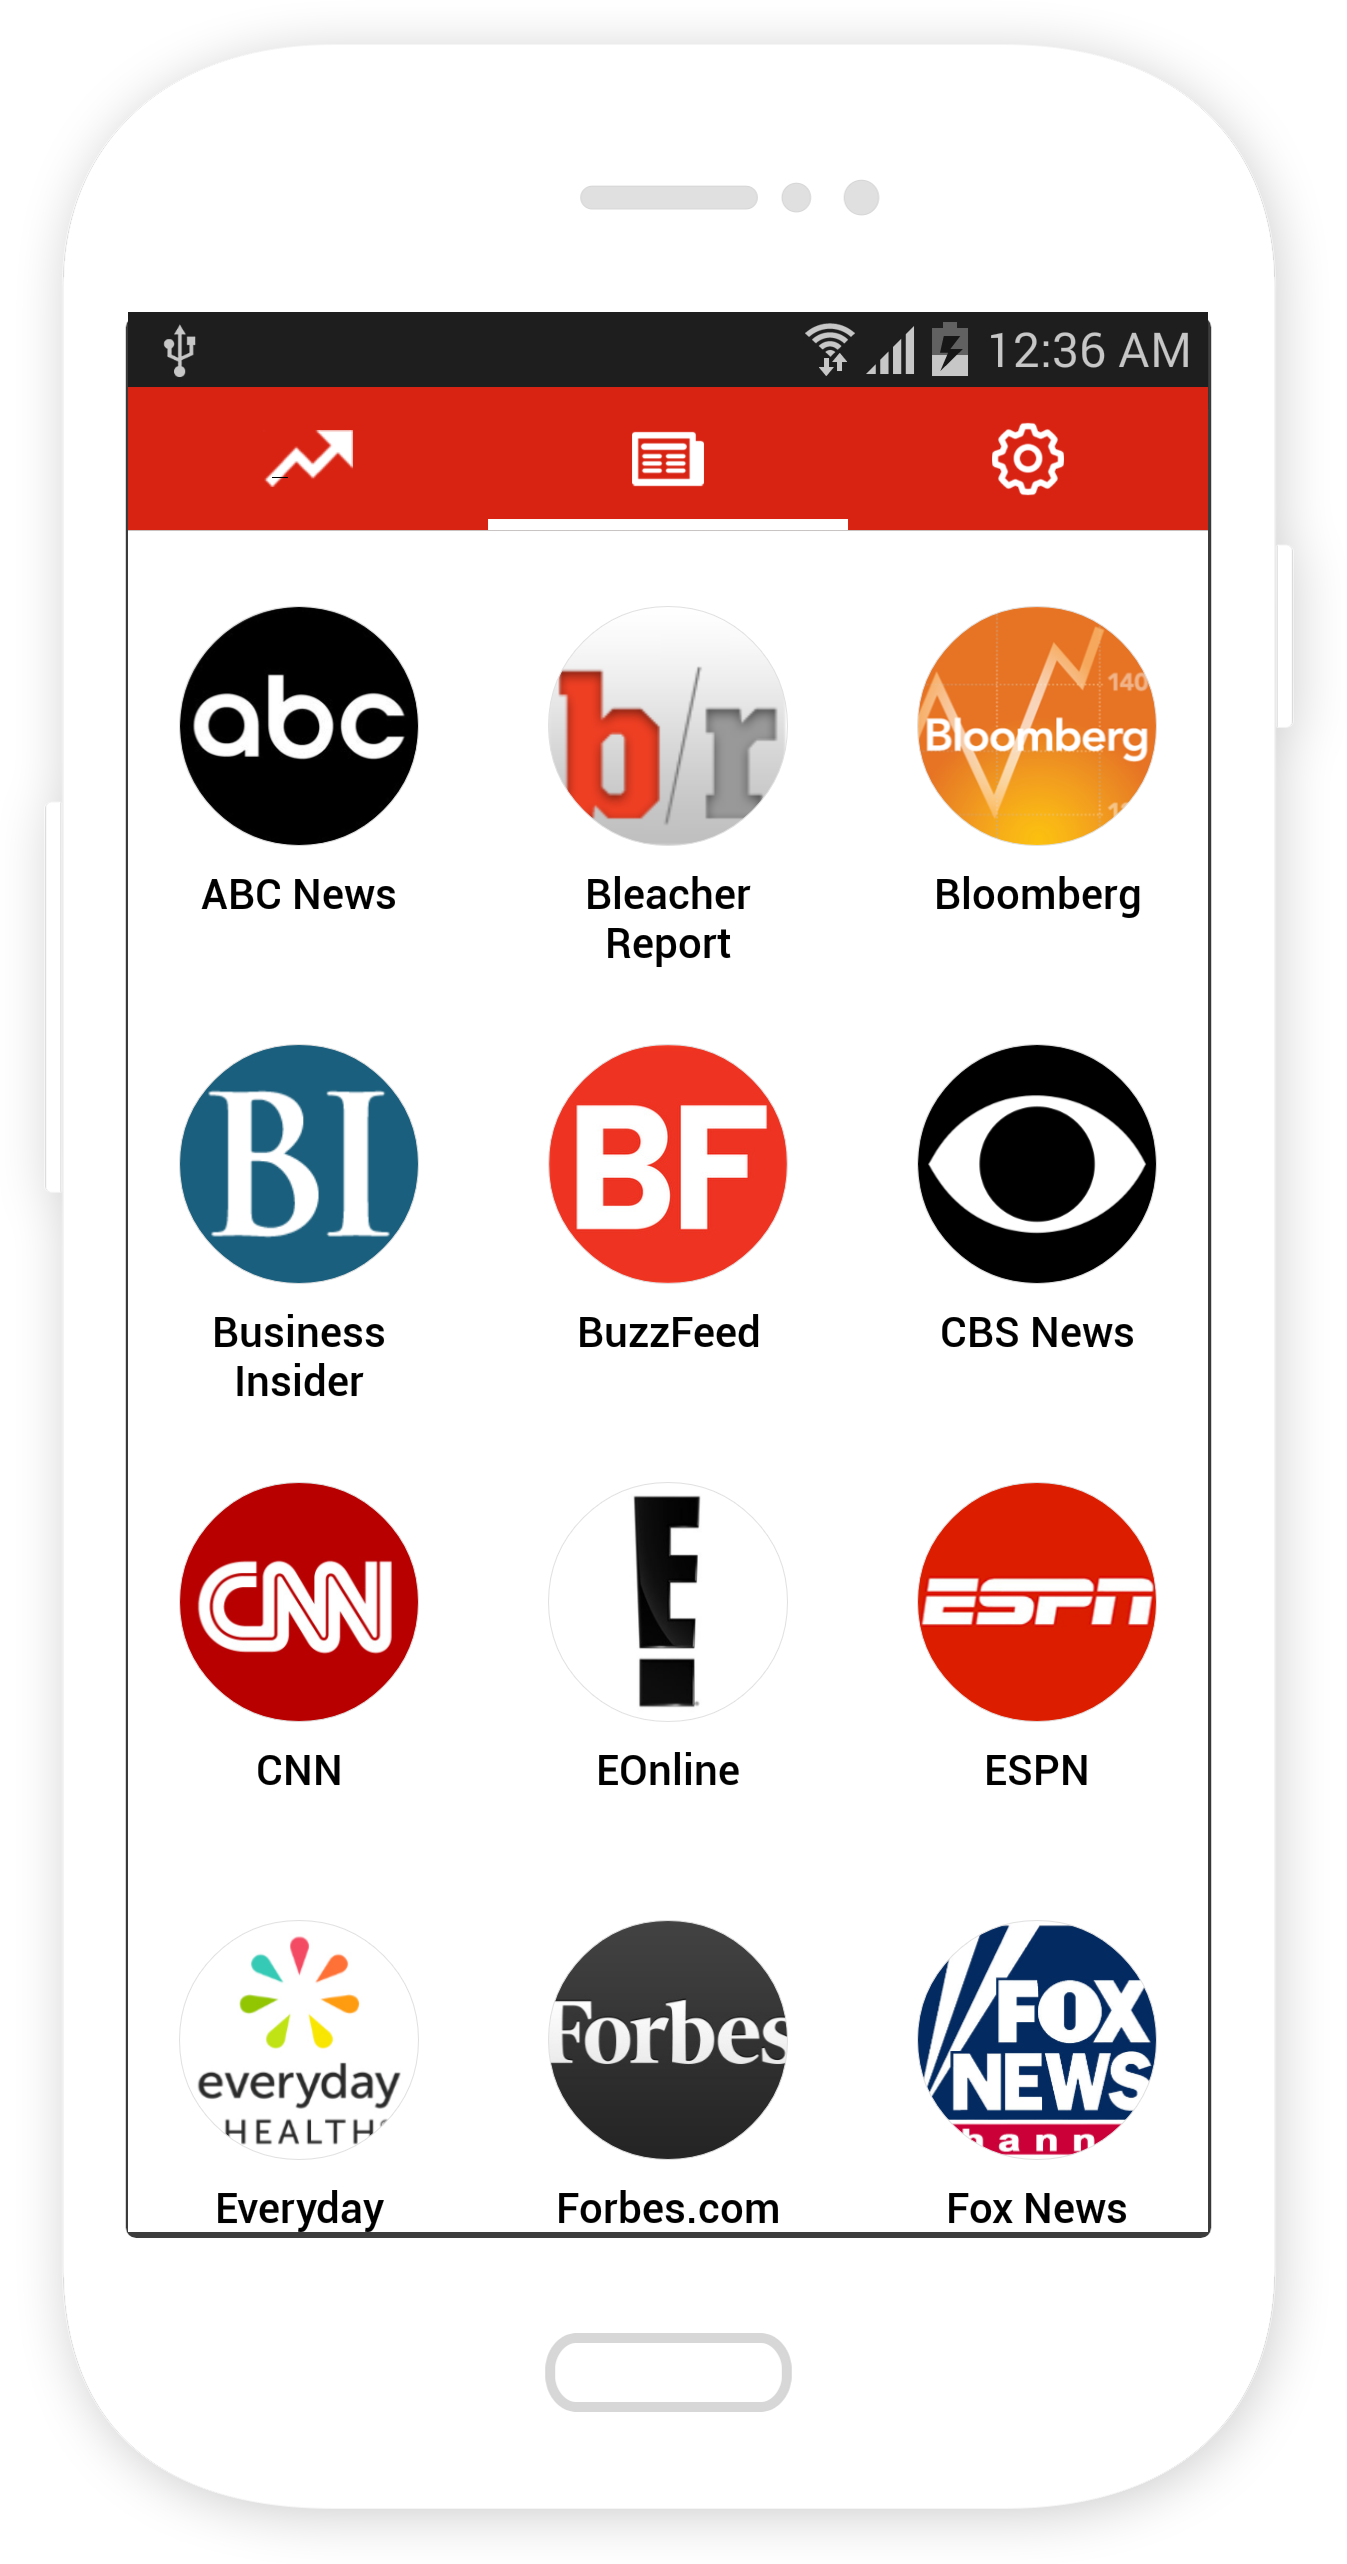 12:36 AM
abc
b/r
140
Bloomberg
ABC News
Bleacher
Report
Bloomberg
BI
BF
Business
Insider
BuzzFeed
CBS News
CNN
E!
ESPN
CNN
EOnline
ESPN
everyday
HEALTH
Forbes
FOX
NEWS
hann
Everyday
Forbes.com
Fox News